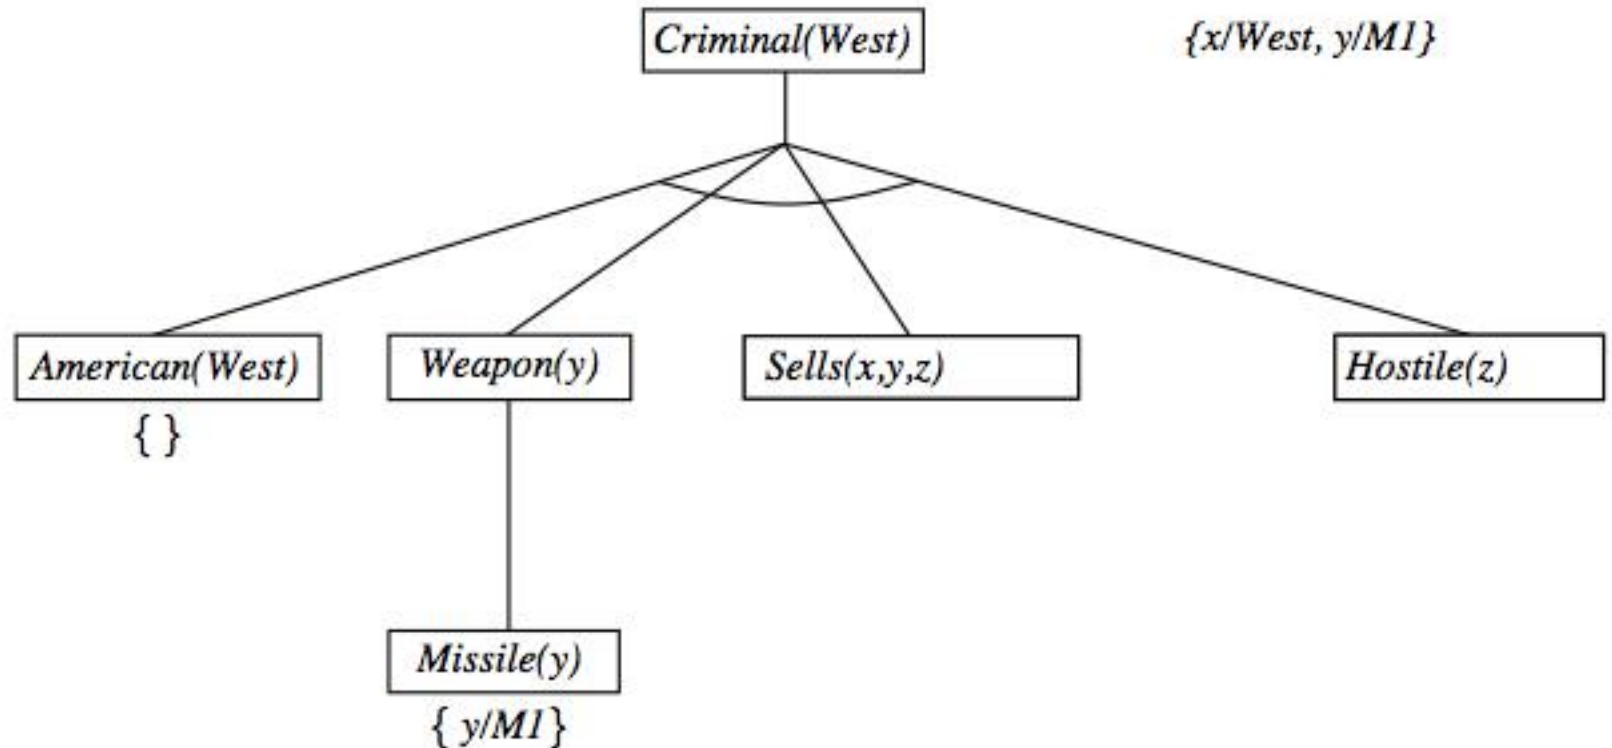 Criminal(West)
{x/West, y/M1}
American(West)
Weapon(y)
Sells(x,y,z)
Hostile(z)
{ }
Missile(y)
{ y/M1}